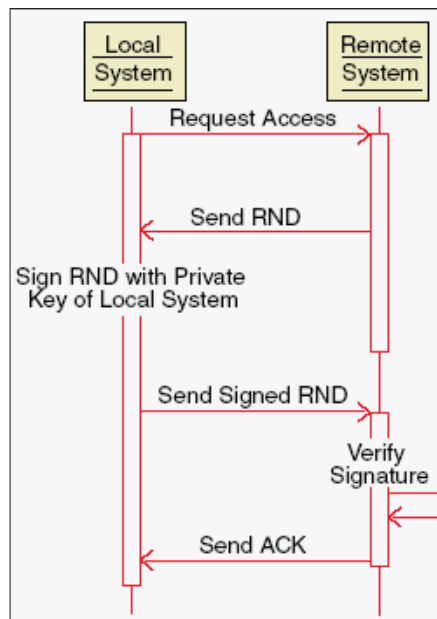 Local
System
Remote
System
Request Access
Send RND
Sign RND with Private
Key of Local System
Send Signed RND
Verify
Signature
Send ACK